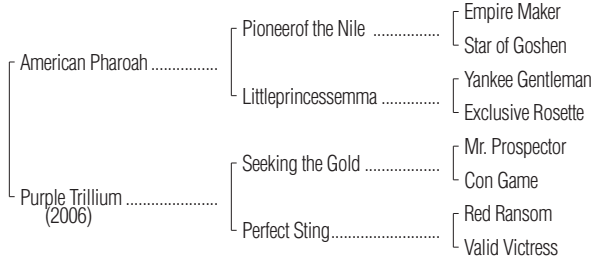 Empire Maker
Pioneerof the Nile ................
Star of Goshen
American Pharoah ................
Yankee Gentleman
Littleprincessemma ..............
Exclusive Rosette
Mr. Prospector
Seeking the Gold ..................
Con Game
Purple Trillium ......................
(2006)
Red Ransom
Perfect Sting..........................
Valid Victress